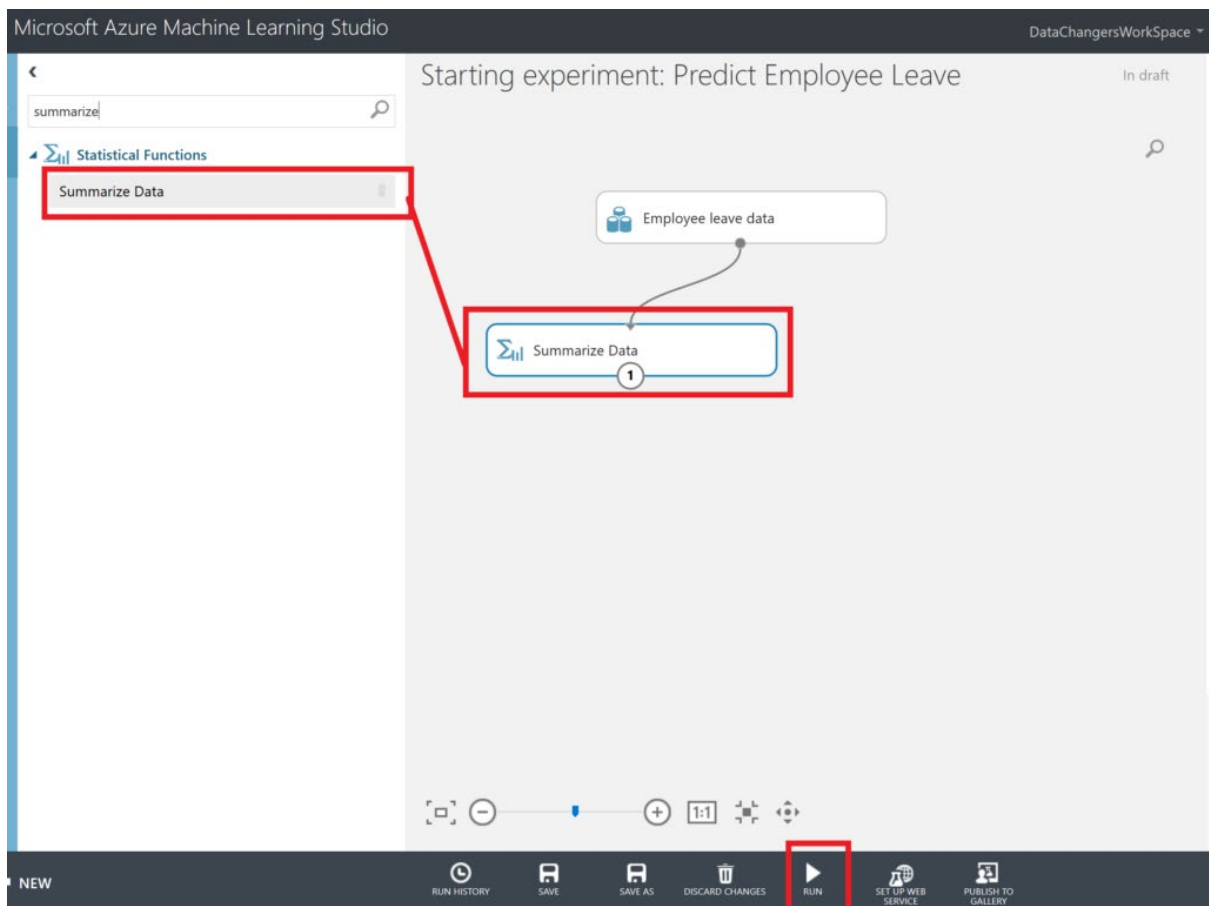 Microsoft Azure Machine Learning Studio
DataChangersWorkSpace
Starting experiment: Predict Employee Leave
In draft
summarize
Statistical Functions
Summarize Data
Employee leave data
Summarize Data
1
1:1
NEW
RUN HISTORY
SAVE
SAVE AS
DISCARD CHANGES
RUN
SET UP WEB
SERVICE
PUBLISH TO
GALLERY